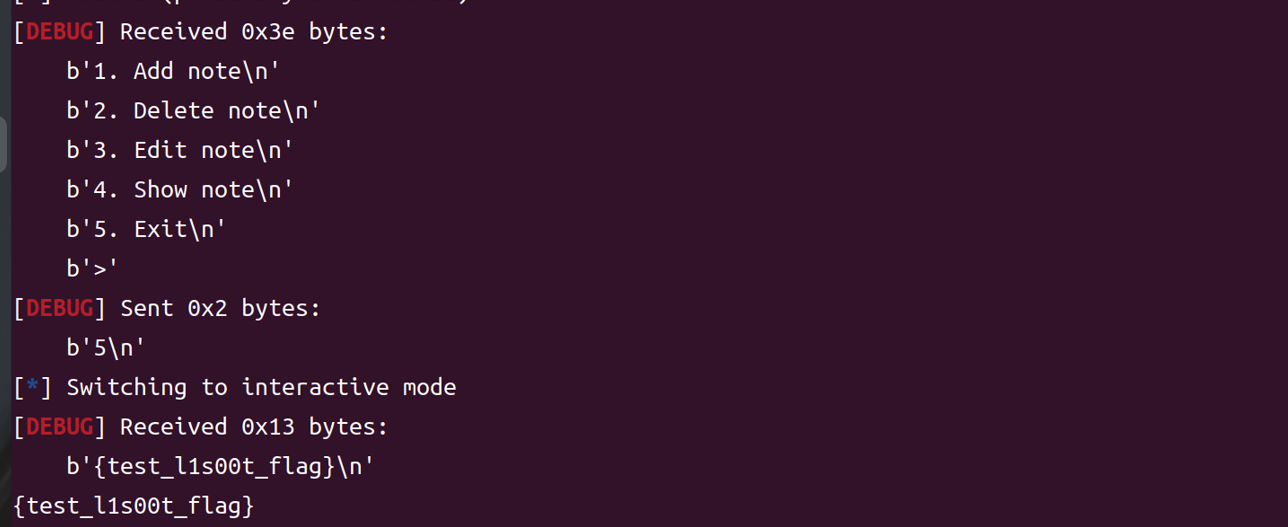 [DEBUG] Received 0x3e bytes:
    b'1. Add note\n'
    b'2. Delete note\n'
    b'3. Edit note\n'
    b'4. Show note\n'
    b'5. Exit\n'
    b'>'
[DEBUG] Sent 0x2 bytes:
    b'5\n'
[*] Switching to interactive mode
[DEBUG] Received 0x13 bytes:
    b'{test_l1s00t_flag}\n'
{test_l1s00t_flag}